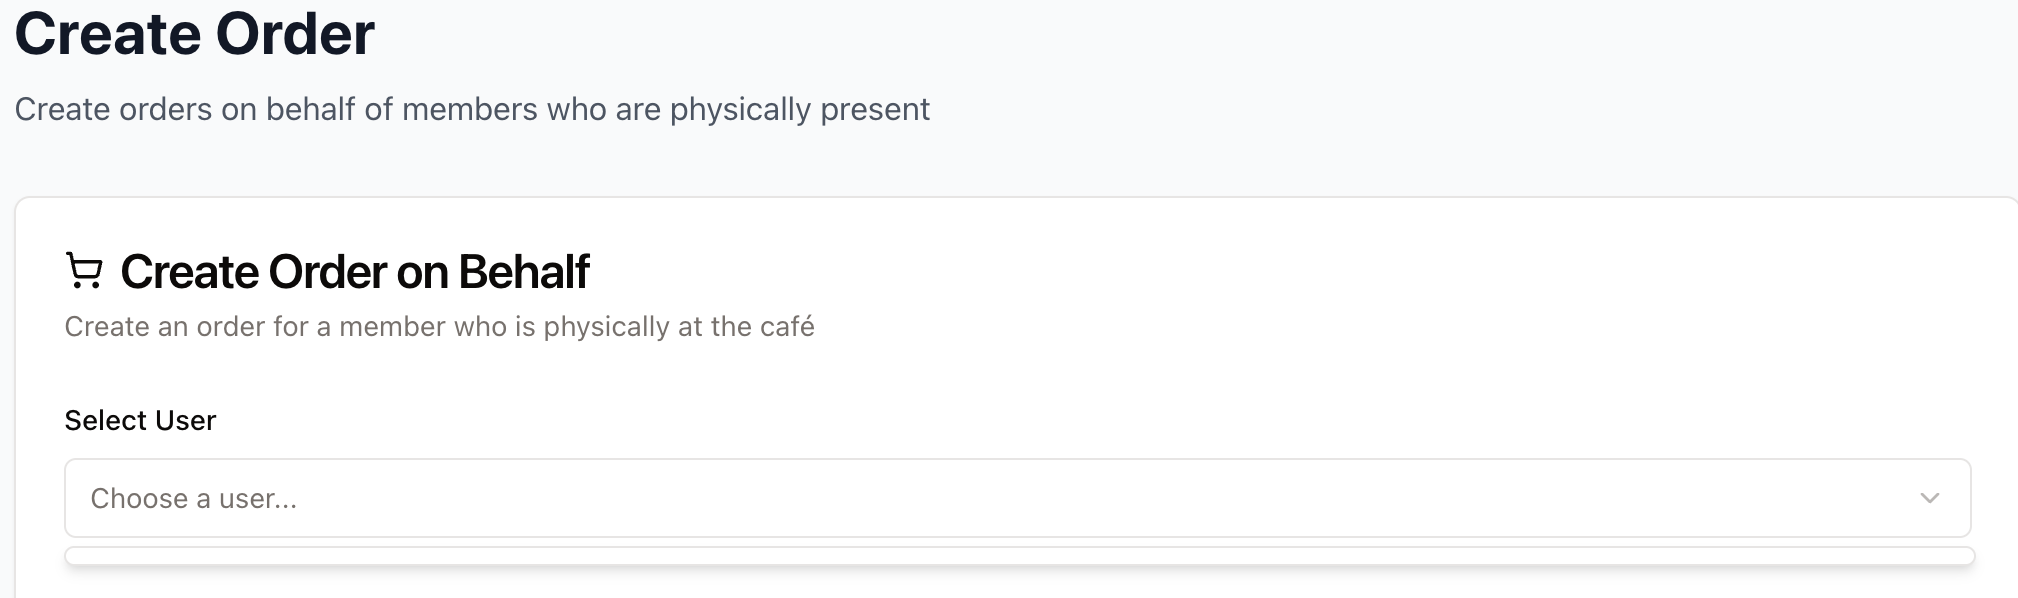 Create Order
Create orders on behalf of members who are physically present
Create Order on Behalf
Create an order for a member who is physically at the café
Select User
Choose a user...